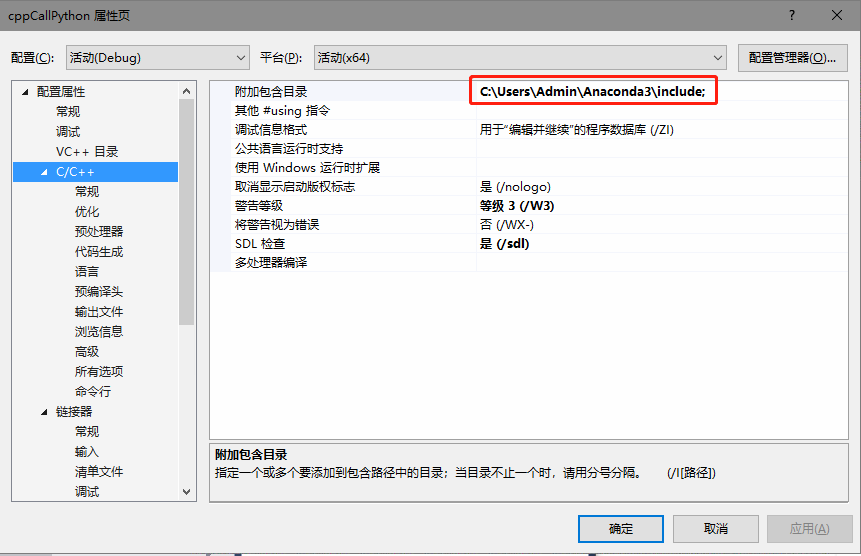 cppCallPython 属性页
配置(C): 活动(Debug) 平台(P): 活动(x64) 配置管理器(O)...
配置属性
常规
调试
VC++ 目录
C/C++
常规
优化
预处理器
代码生成
语言
预编译头
输出文件
浏览信息
高级
所有选项
命令行
链接器
常规
输入
清单文件
调试
附加包含目录 C:\Users\Admin\Anaconda3\include;
其他 #using 指令
调试信息格式 用于“编辑并继续”的程序数据库 (/ZI)
公共语言运行时支持
使用 Windows 运行时扩展
取消显示启动版权标志 是 (/nologo)
警告等级 等级 3 (/W3)
将警告视为错误 否 (/WX-)
SDL 检查 是 (/sdl)
多处理器编译
附加包含目录
指定一个或多个要添加到包含路径中的目录；当目录不止一个时，请用分号分隔。 (/I[路径])
确定 取消 应用(A)